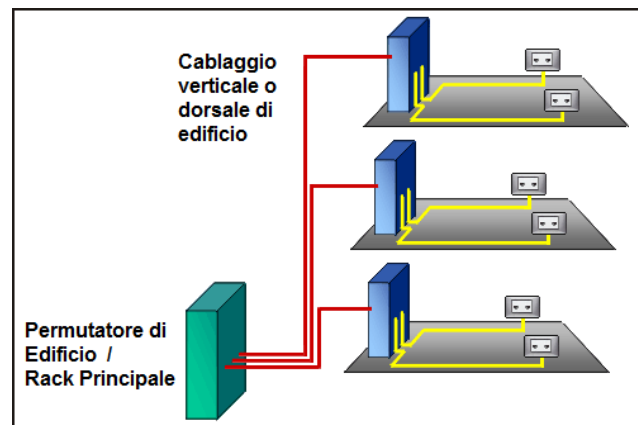 Cablaggio
verticale o
dorsale di
edificio
Permutatore di
Edificio /
Rack Principale